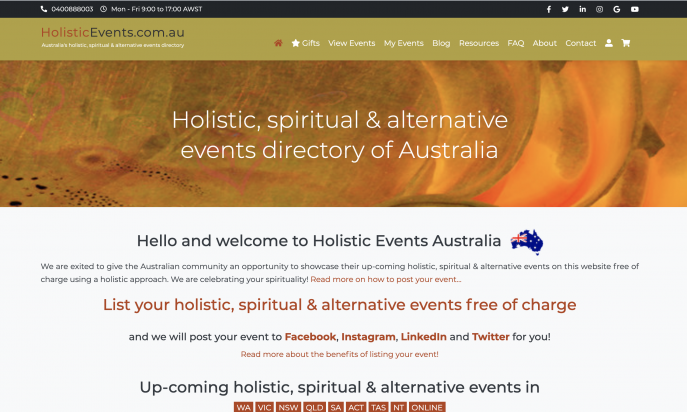 0400888003 Mon - Fri 9:00 to 17:00 AWST
HolisticEvents.com.au
Australia's holistic, spiritual & alternative events directory
Gifts View Events My Events Blog Resources FAQ About Contact
Holistic, spiritual & alternative
events directory of Australia
Hello and welcome to Holistic Events Australia
We are exited to give the Australian community an opportunity to showcase their up-coming holistic, spiritual & alternative events on this website free of
charge using a holistic approach. We are celebrating your spirituality! Read more on how to post your event...
List your holistic, spiritual & alternative events free of charge
and we will post your event to Facebook, Instagram, LinkedIn and Twitter for you!
Read more about the benefits of listing your event!
Up-coming holistic, spiritual & alternative events in
WA VIC NSW QLD SA ACT TAS NT ONLINE